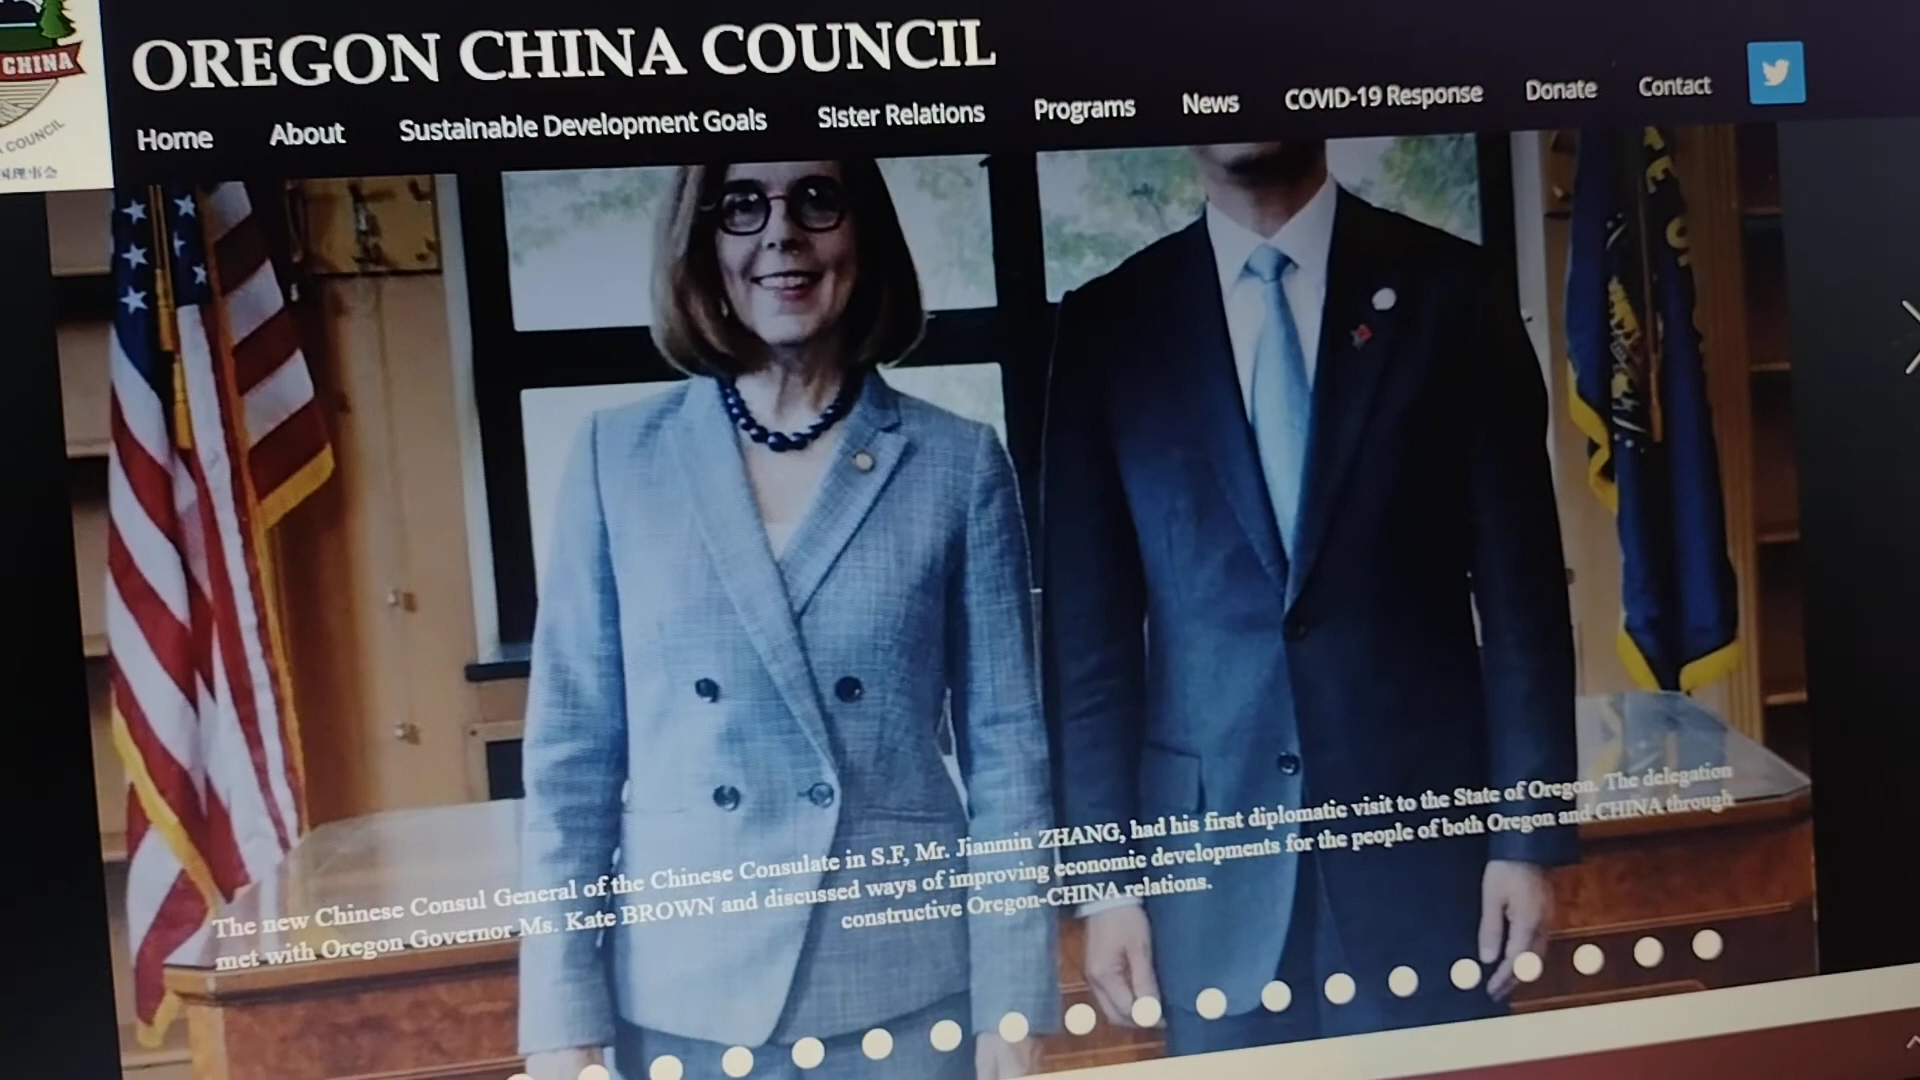 CHINA
COUNCIL
理事会
OREGON CHINA COUNCIL
Home About Sustainable Development Goals Sister Relations Programs News COVID-19 Response Donate Contact
The new Chinese Consul General of the Chinese Consulate in S.F, Mr. Jianmin ZHANG, had his first diplomatic visit to the State of Oregon. The delegation
met with Oregon Governor Ms. Kate BROWN and discussed ways of improving economic developments for the people of both Oregon and CHINA through
constructive Oregon-CHINA relations.